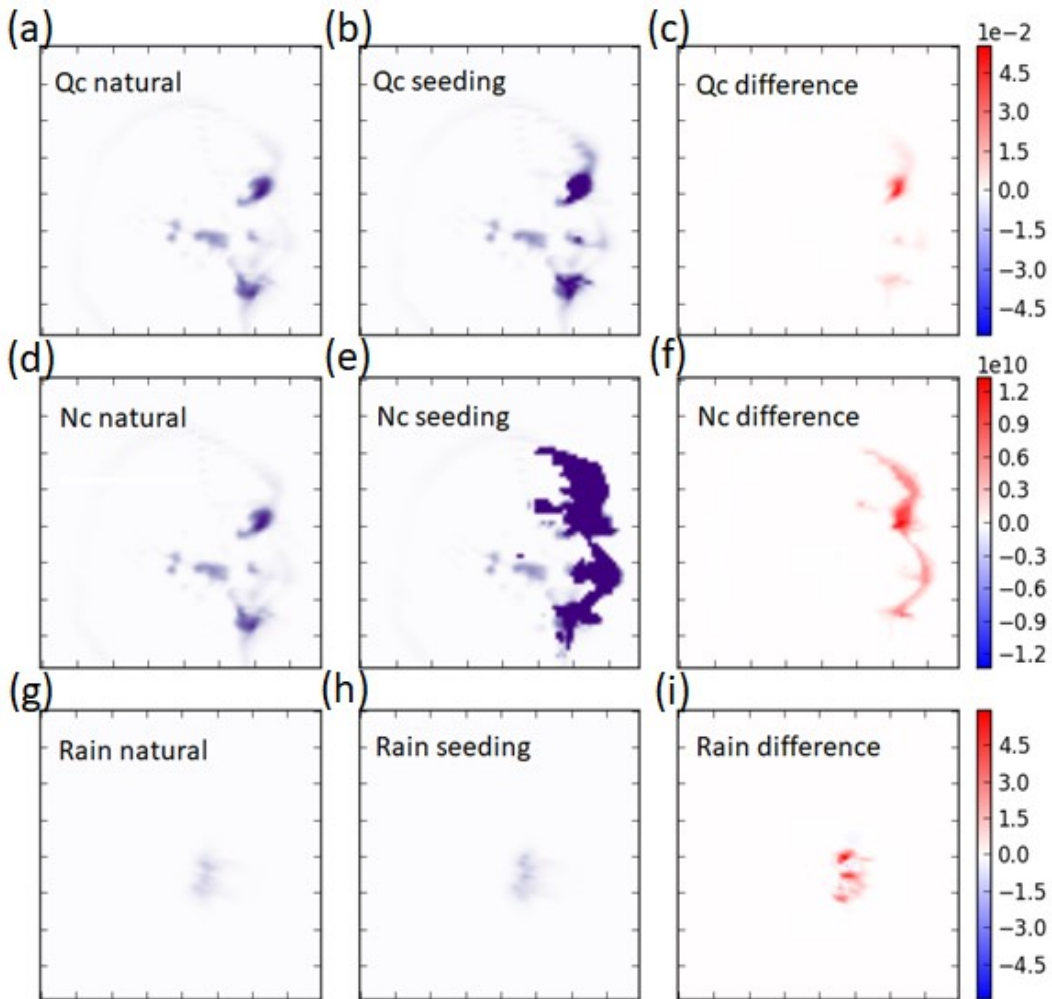 (a) (b) (c)
1e−2
Qc natural Qc seeding Qc difference
4.5
3.0
1.5
0.0
−1.5
−3.0
−4.5
(d) (e) (f)
1e10
Nc natural Nc seeding Nc difference
1.2
0.9
0.6
0.3
0.0
−0.3
−0.6
−0.9
−1.2
(g) (h) (i)
Rain natural Rain seeding Rain difference
4.5
3.0
1.5
0.0
−1.5
−3.0
−4.5